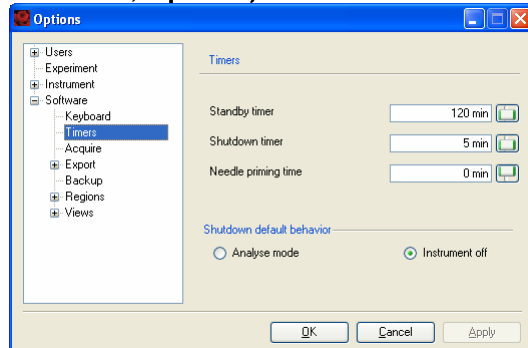 Options
Users
Experiment
Instrument
Software
Keyboard
Timers
Acquire
Export
Backup
Regions
Views
Timers
Standby timer 120 min
Shutdown timer 5 min
Needle priming time 0 min
Shutdown default behavior
Analyse mode Instrument off
OK Cancel Apply